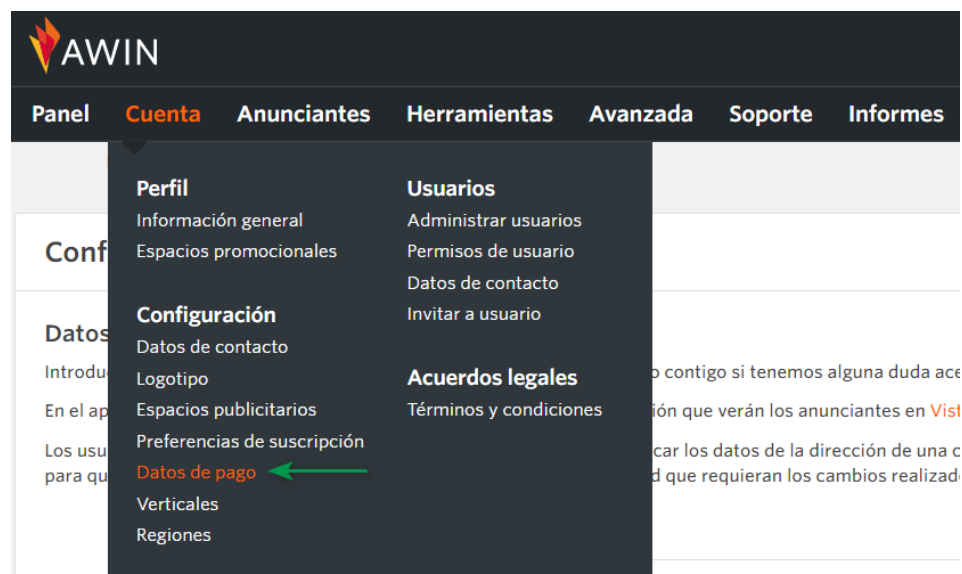 AWIN
Panel Cuenta Anunciantes Herramientas Avanzada Soporte Informes
Perfil
Información general
Espacios promocionales
Configuración
Datos de contacto
Logotipo
Espacios publicitarios
Preferencias de suscripción
Datos de pago
Verticales
Regiones
Usuarios
Administrar usuarios
Permisos de usuario
Datos de contacto
Invitar a usuario
Acuerdos legales
Términos y condiciones
Conf
Datos
Introdu
contigo si tenemos alguna duda ace
En el ap
ión que verán los anunciantes en Vist
Los usu
car los datos de la dirección de una c
para qu
d que requieran los cambios realizad